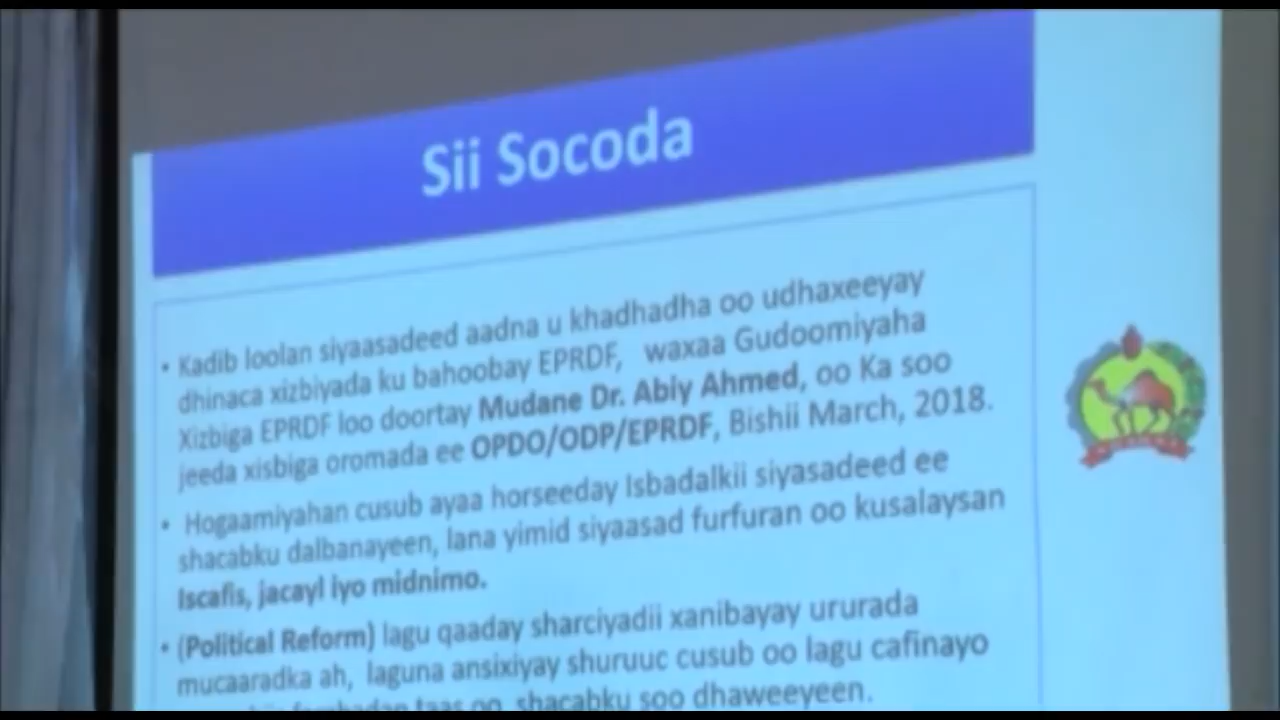 Sii Socoda
• Kadib loolan siyaasadeed aadna u khadhadha oo udhaxeeyay
dhinaca xizbiyada ku bahoobay EPRDF, waxaa Gudoomiyaha
Xizbiga EPRDF loo doortay Mudane Dr. Abiy Ahmed, oo Ka soo
jeeda xisbiga oromada ee OPDO/ODP/EPRDF, Bishii March, 2018.
• Hogaamiyahan cusub ayaa horseeday Isbadalkii siyasadeed ee
shacabku dalbanayeen, lana yimid siyaasad furfuran oo kusalaysan
Iscafis, jacayl iyo midnimo.
• (Political Reform) lagu qaaday sharciyadii xanibayay ururada
mucaaradka ah, laguna ansixiyay shuruuc cusub oo lagu cafinayo
taas oo shacabku soo dhaweeyeen.